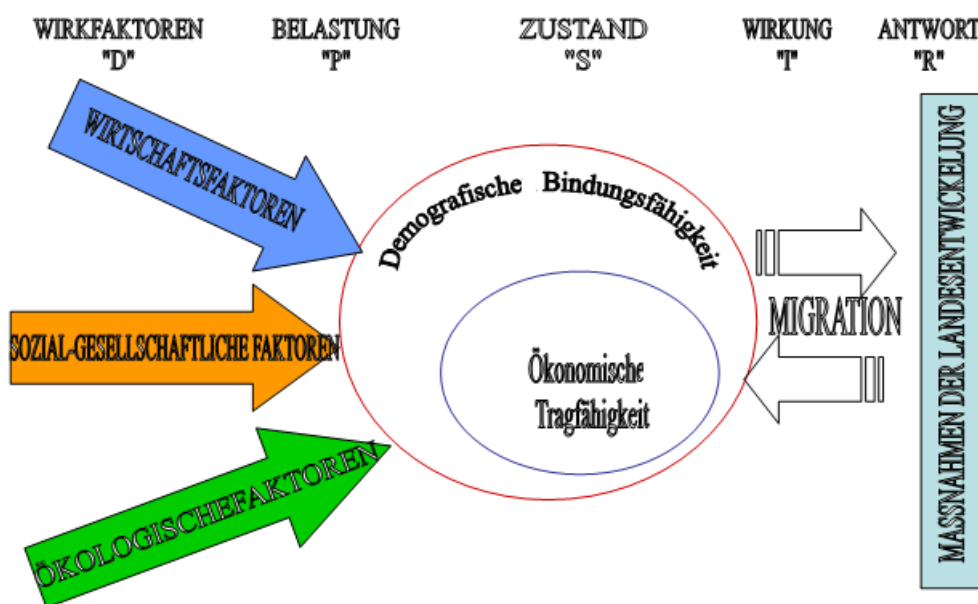 WIRKFAKTOREN
"D"
BELASTUNG
"P"
ZUSTAND
"S"
WIRKUNG
"I"
ANTWORT
"R"
WIRTSCHAFTSFAKTOREN
SOZIAL-GESELLSCHAFTLICHE FAKTOREN
ÖKOLOGISCHEFAKTOREN
Demografische Bindungsfähigkeit
Ökonomische
Tragfähigkeit
MIGRATION
MASSNAHMEN DER LANDESENTWICKELUNG